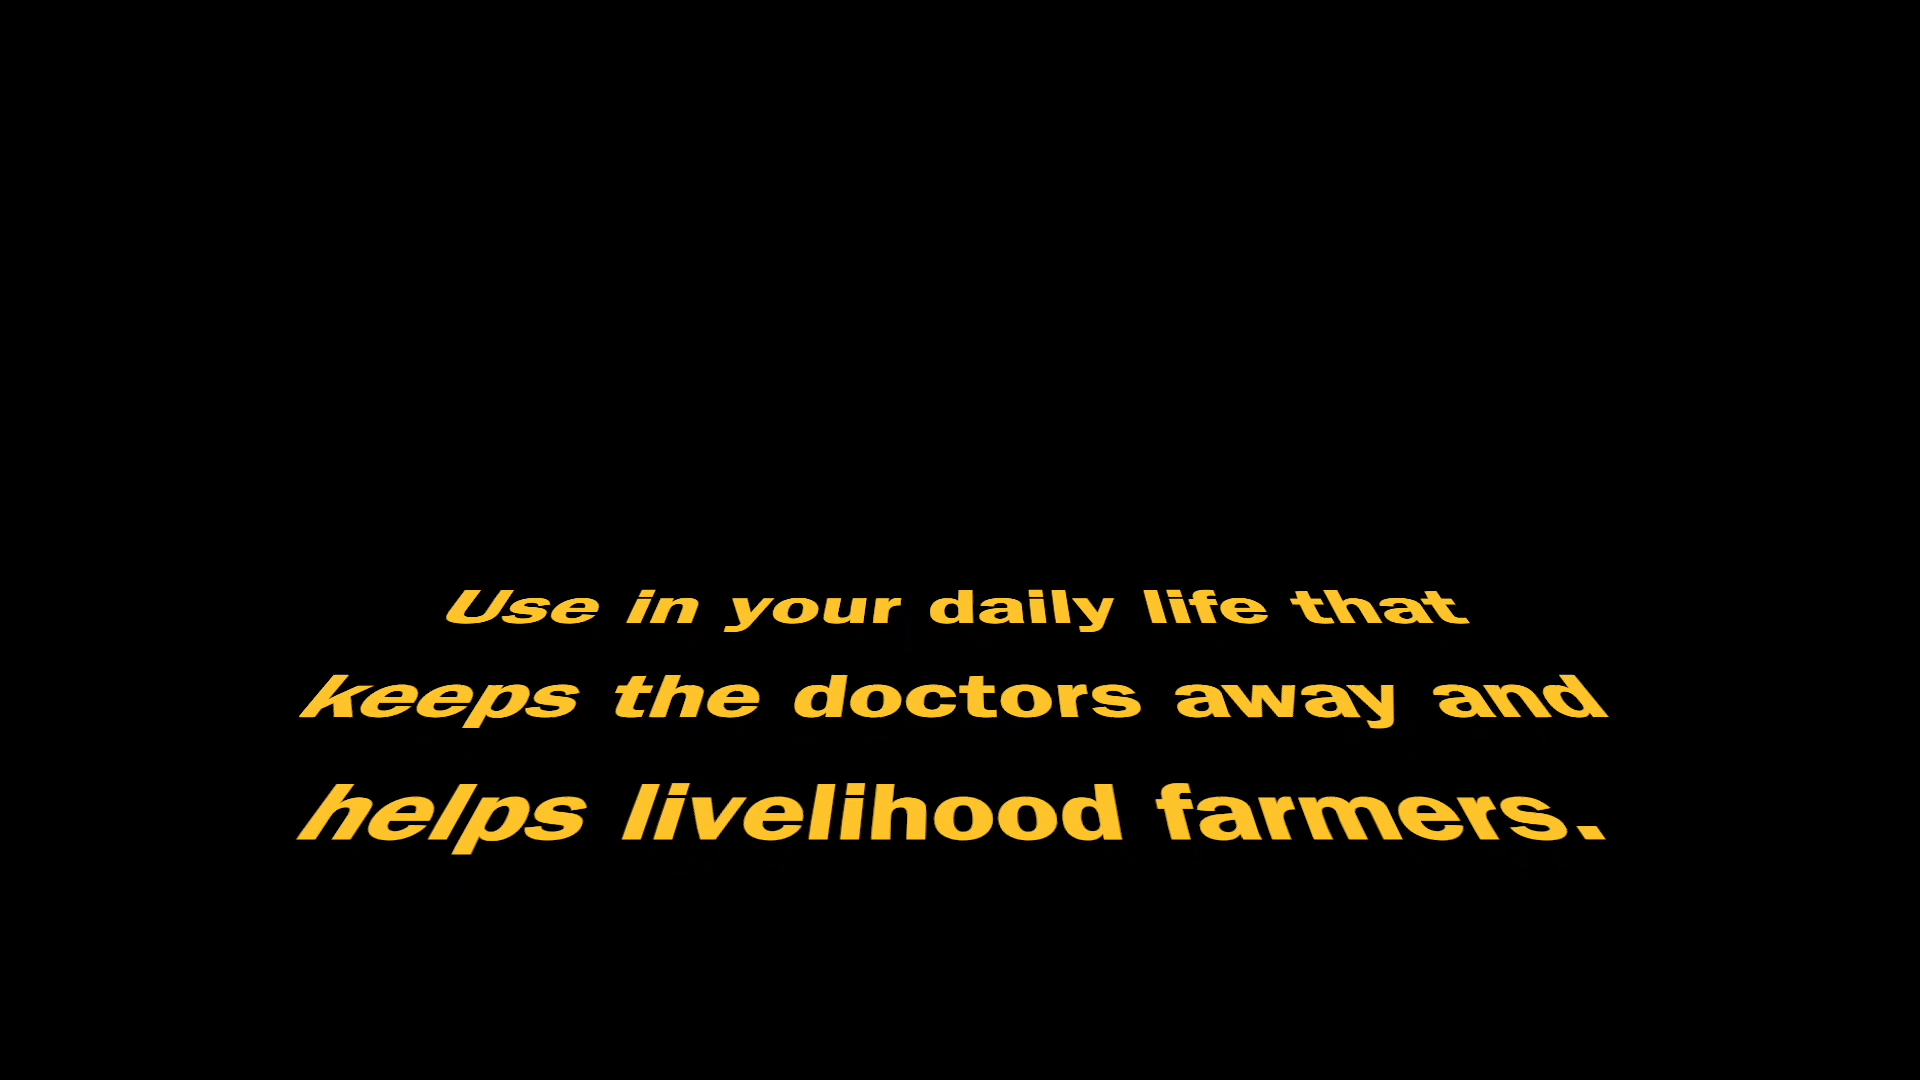 Use in your daily life that
keeps the doctors away and
helps livelihood farmers.